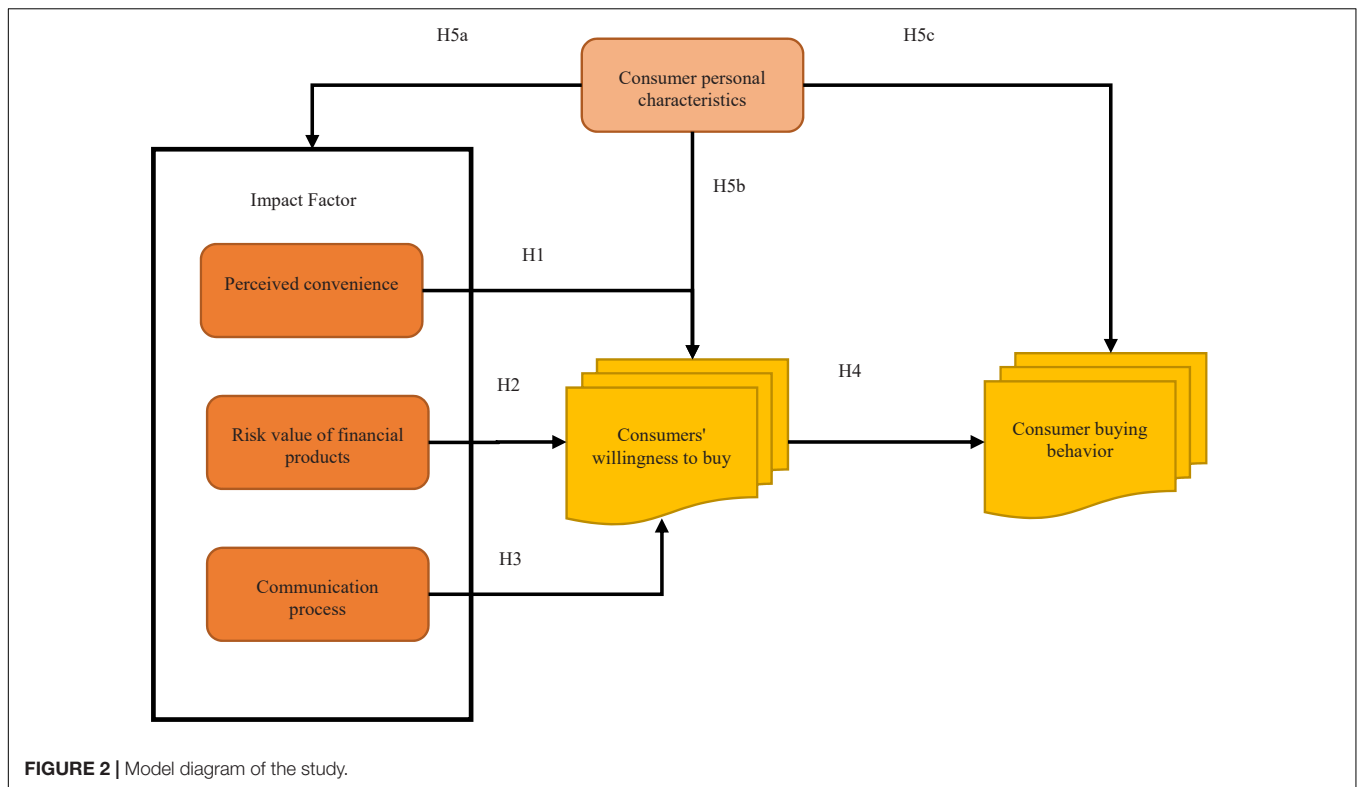 H5a
H5c
Consumer personal
characteristics
H5b
Impact Factor
H1
Perceived convenience
H2
H4
Risk value of financial
products
Consumers'
willingness to buy
Consumer buying
behavior
H3
Communication
process
FIGURE 2 | Model diagram of the study.